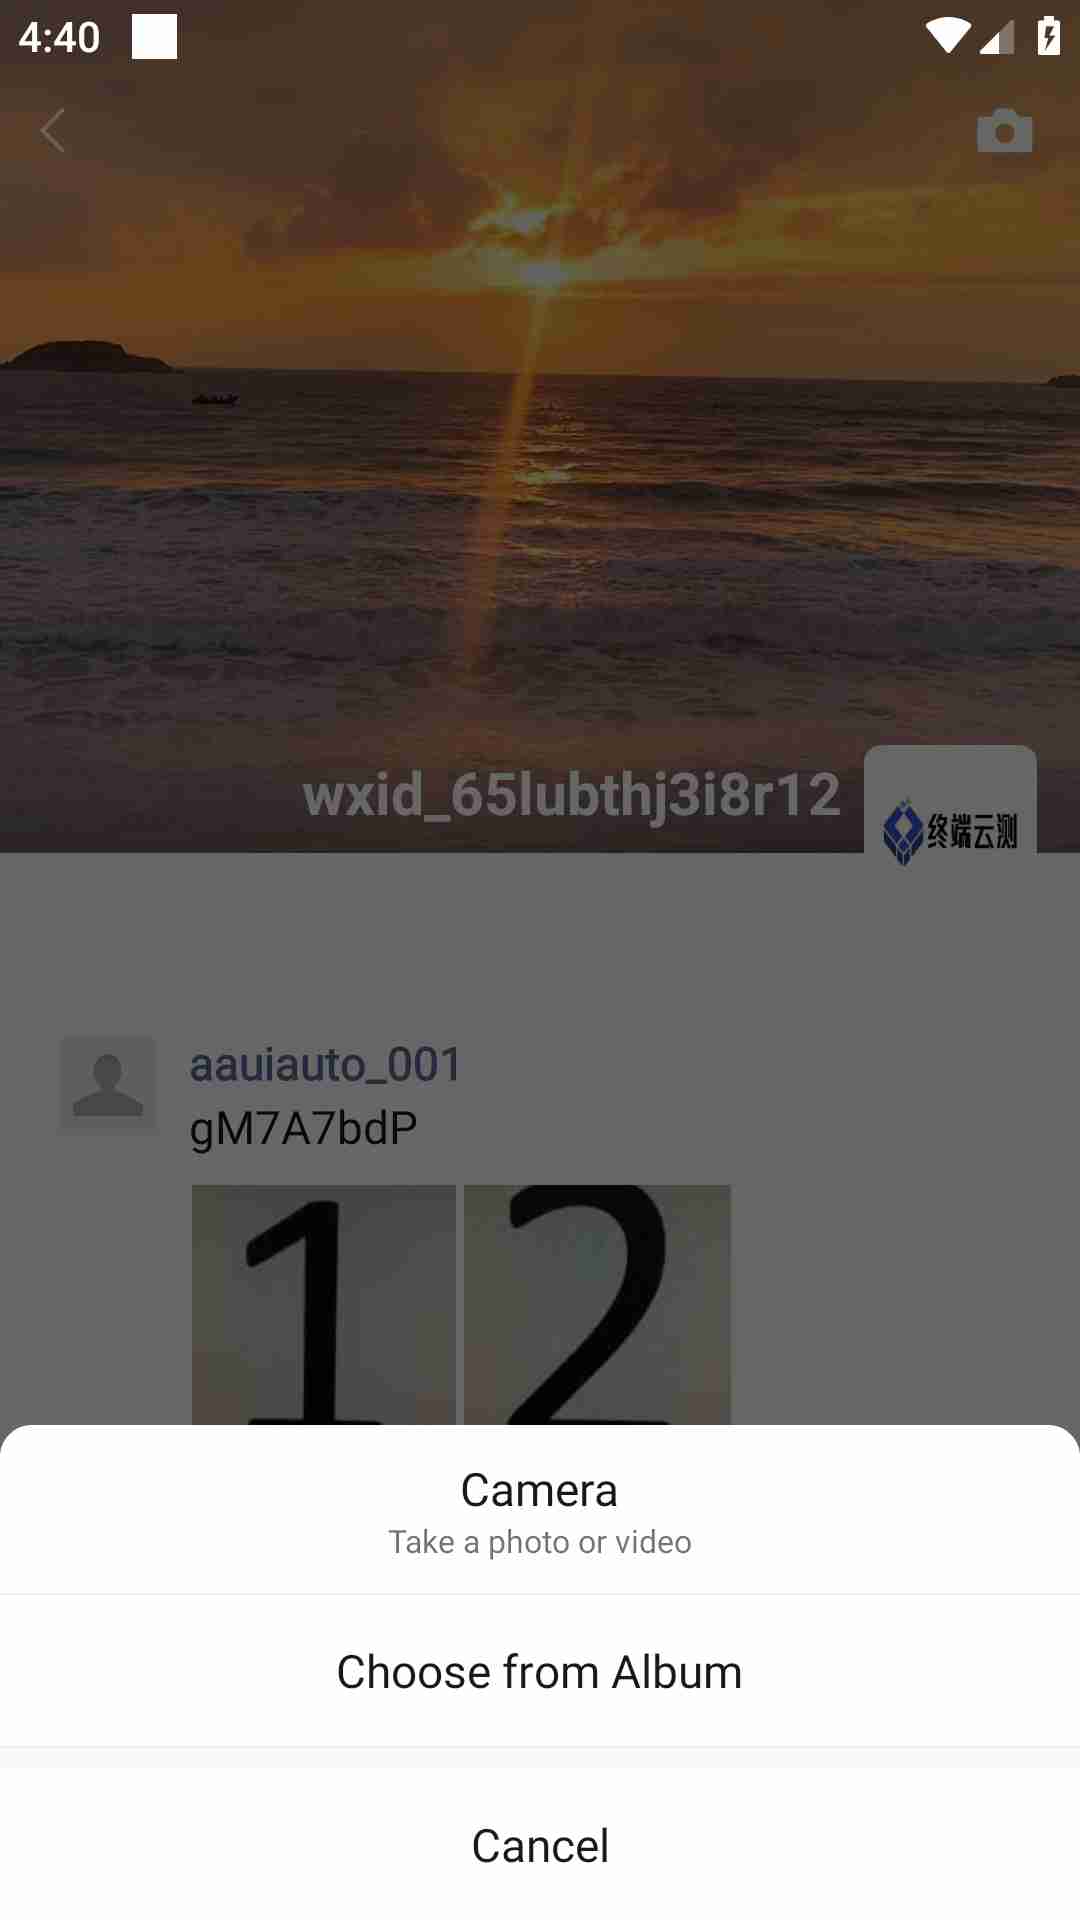 4:40
wxid_65lubthj3i8r12
终端云测
aauiauto_001
gM7A7bdP
1 2
Camera
Take a photo or video
Choose from Album
Cancel